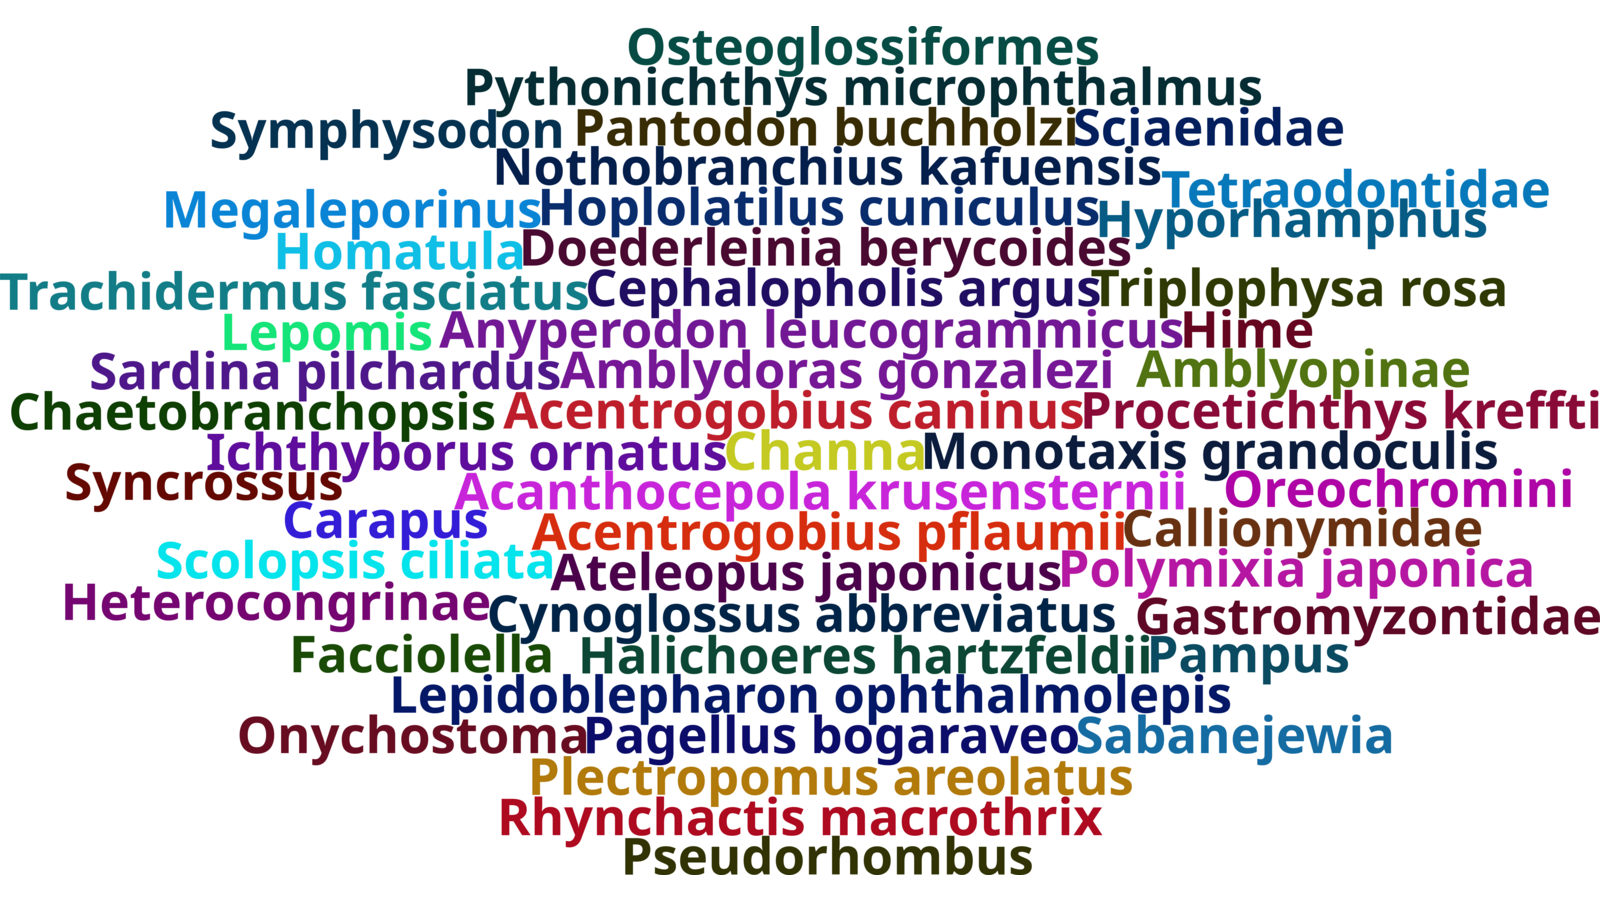 Osteoglossiformes
Pythonichthys microphthalmus
Symphysodon Pantodon buchholzi Sciaenidae
Nothobranchius kafuensis
Tetraodontidae
Megaleporinus Hoplolatilus cuniculus Hyporhamphus
Homatula Doederleinia berycoides
Trachidermus fasciatus Cephalopholis argus Triplophysa rosa
Lepomis Anyperodon leucogrammicus Hime
Sardina pilchardus Amblydoras gonzalezi Amblyopinae
Chaetobranchopsis Acentrogobius caninus Procetichthys kreffti
Ichthyborus ornatus Channa Monotaxis grandoculis
Syncrossus Acanthocepola krusensternii Oreochromini
Carapus Acentrogobius pflaumii Callionymidae
Scolopsis ciliata Ateleopus japonicus Polymixia japonica
Heterocongrinae Cynoglossus abbreviatus Gastromyzontidae
Facciolella Halichoeres hartzfeldii Pampus
Lepidoblepharon ophthalmolepis
Onychostoma Pagellus bogaraveo Sabanejewia
Plectropomus areolatus
Rhynchactis macrothrix
Pseudorhombus